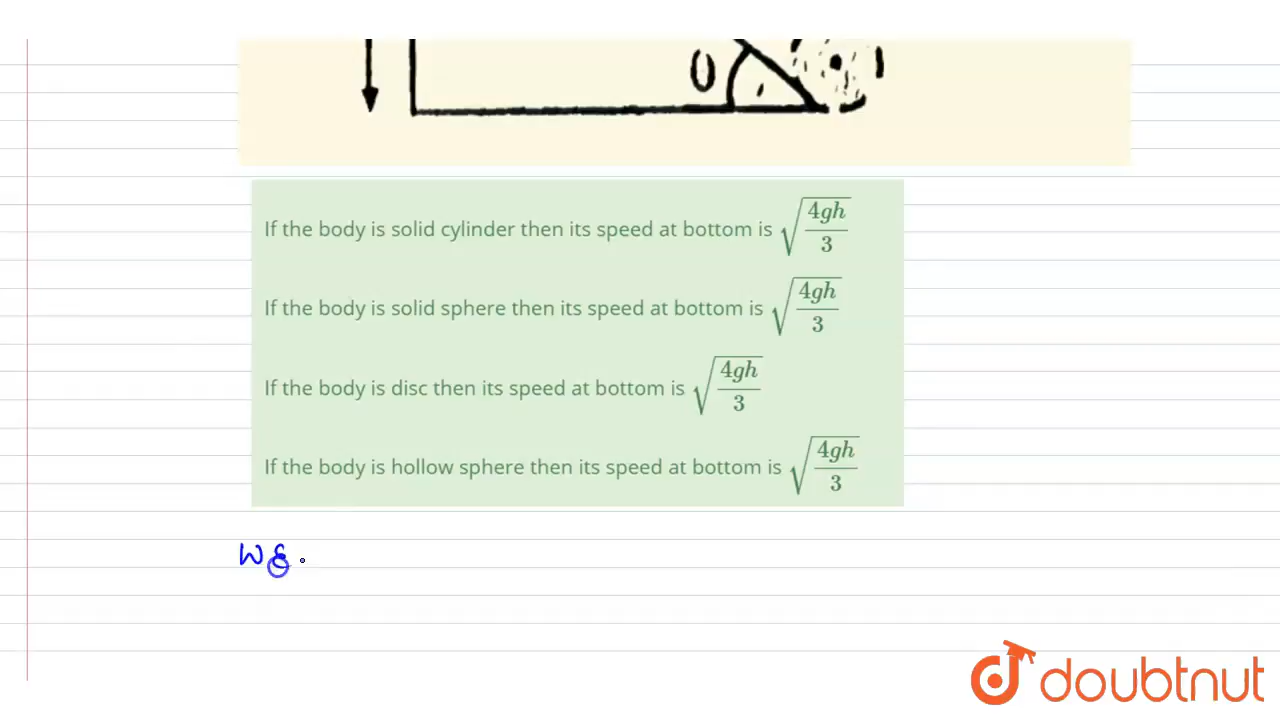 θ
If the body is solid cylinder then its speed at bottom is √(4gh/3)
If the body is solid sphere then its speed at bottom is √(4gh/3)
If the body is disc then its speed at bottom is √(4gh/3)
If the body is hollow sphere then its speed at bottom is √(4gh/3)
doubtnut